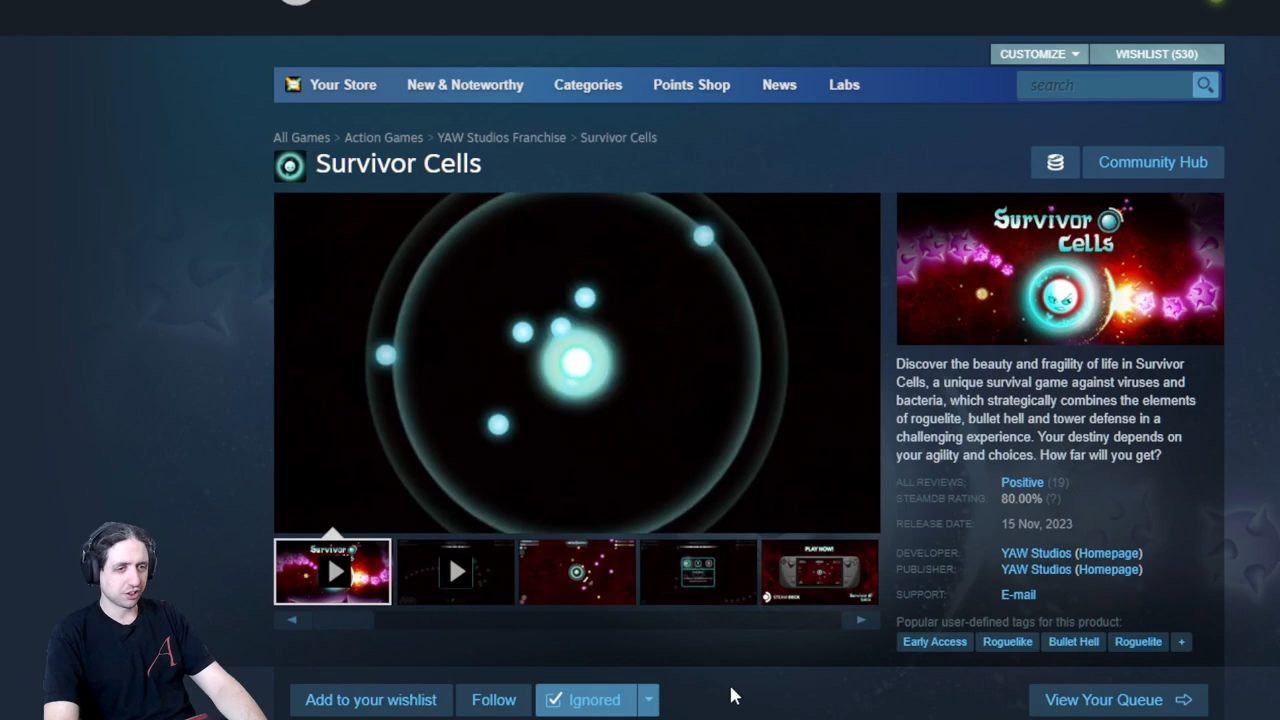 CUSTOMIZE
WISHLIST (530)
Your Store
New & Noteworthy
Categories
Points Shop
News
Labs
search
All Games > Action Games > YAW Studios Franchise > Survivor Cells
Survivor Cells
Community Hub
Survivor
Cells
Discover the beauty and fragility of life in Survivor
Cells, a unique survival game against viruses and
bacteria, which strategically combines the elements
of roguelite, bullet hell and tower defense in a
challenging experience. Your destiny depends on
your agility and choices. How far will you get?
ALL REVIEWS: Positive (19)
STEAMDB RATING: 80.00% (?)
RELEASE DATE: 15 Nov, 2023
DEVELOPER: YAW Studios (Homepage)
PUBLISHER: YAW Studios (Homepage)
SUPPORT: E-mail
Popular user-defined tags for this product:
Early Access
Roguelike
Bullet Hell
Roguelite
+
Survivor
PLAY NOW!
STEAM DECK
Survivor
Cells
Add to your wishlist
Follow
Ignored
View Your Queue